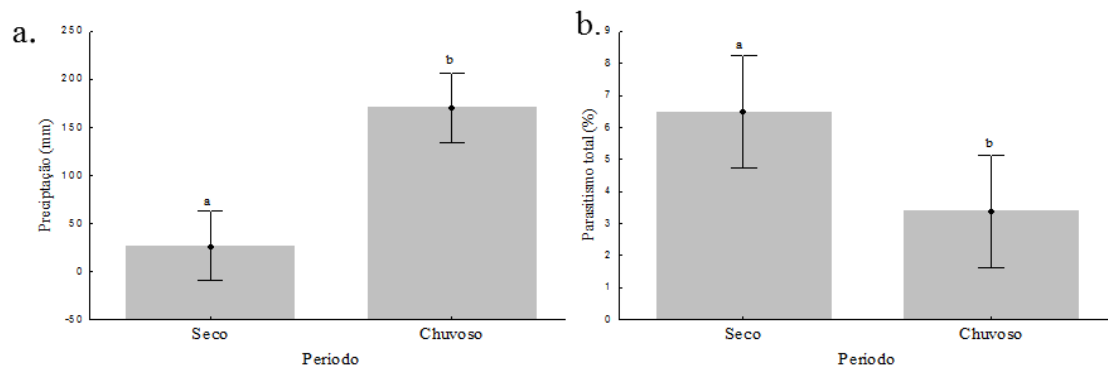 a.
Preciptação (mm)
250
200
150
100
50
0
-50
a
b
Seco
Chuvoso
Período
b.
Parasitismo total (%)
9
8
7
6
5
4
3
2
1
0
a
b
Seco
Chuvoso
Período